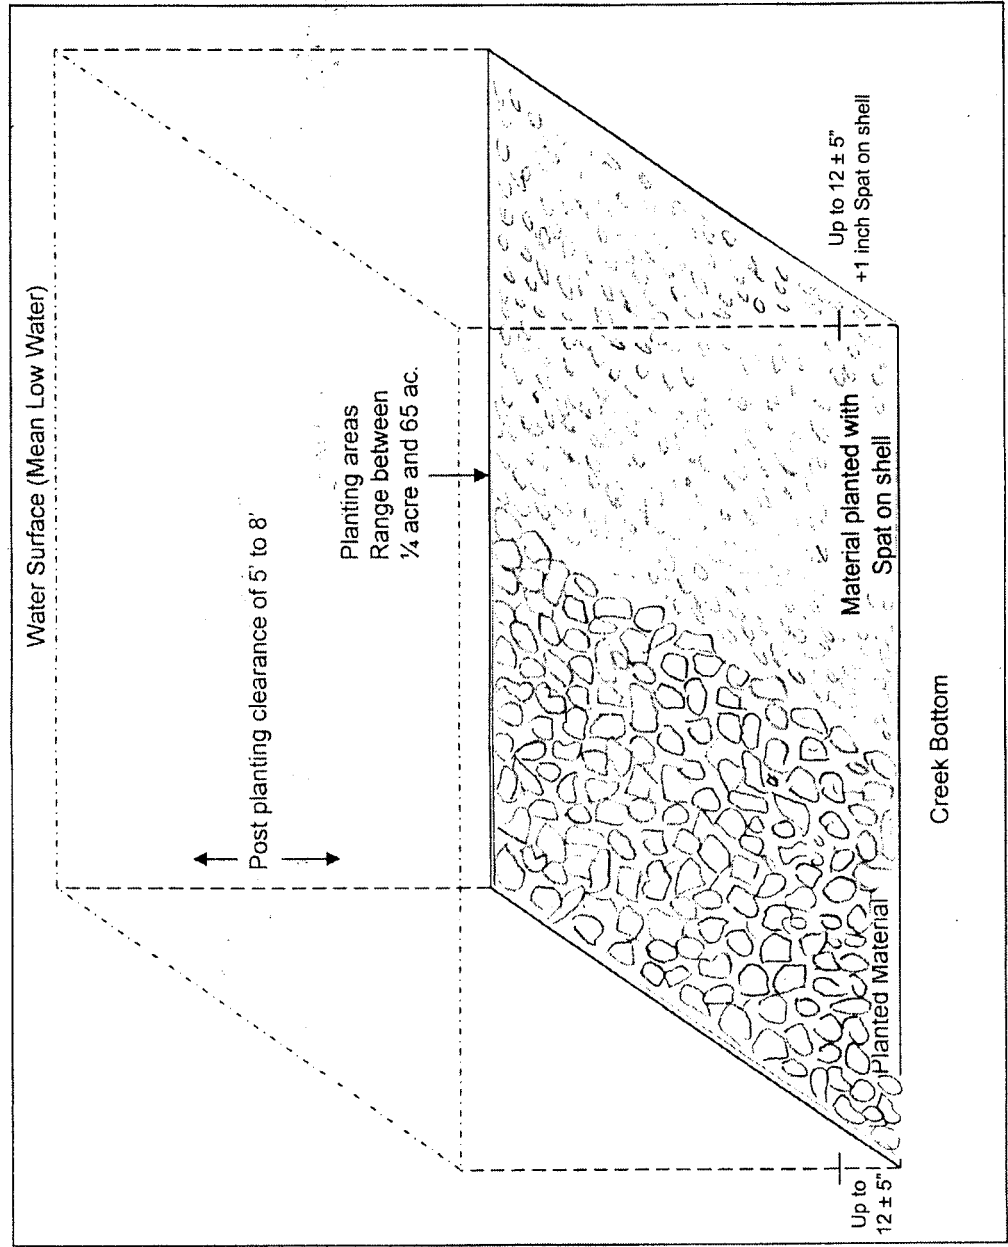 Water Surface (Mean Low Water)
Post planting clearance of 5' to 8'
Planting areas
Range between
¼ acre and 65 ac.
Up to 12 ± 5"
+1 inch Spat on shell
Material planted with
Spat on shell
Planted Material
Up to
12 ± 5"
Creek Bottom